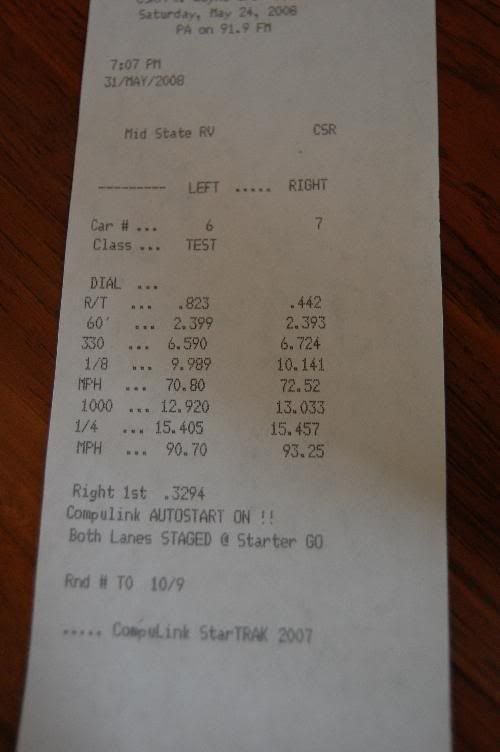 Saturday, May 24, 2008
PA on 91.9 FM
7:07 PM
31/MAY/2008
Mid State RV CSR
--------- LEFT ..... RIGHT
Car # ... 6 7
Class ... TEST
DIAL ...
R/T ... .823 .442
60' ... 2.399 2.393
330 ... 6.590 6.724
1/8 ... 9.989 10.141
MPH ... 70.80 72.52
1000 ... 12.920 13.033
1/4 ... 15.405 15.457
MPH ... 90.70 93.25
Right 1st .3294
Compulink AUTOSTART ON !!
Both Lanes STAGED @ Starter GO
Rnd # TO 10/9
..... CompuLink StarTRAK 2007